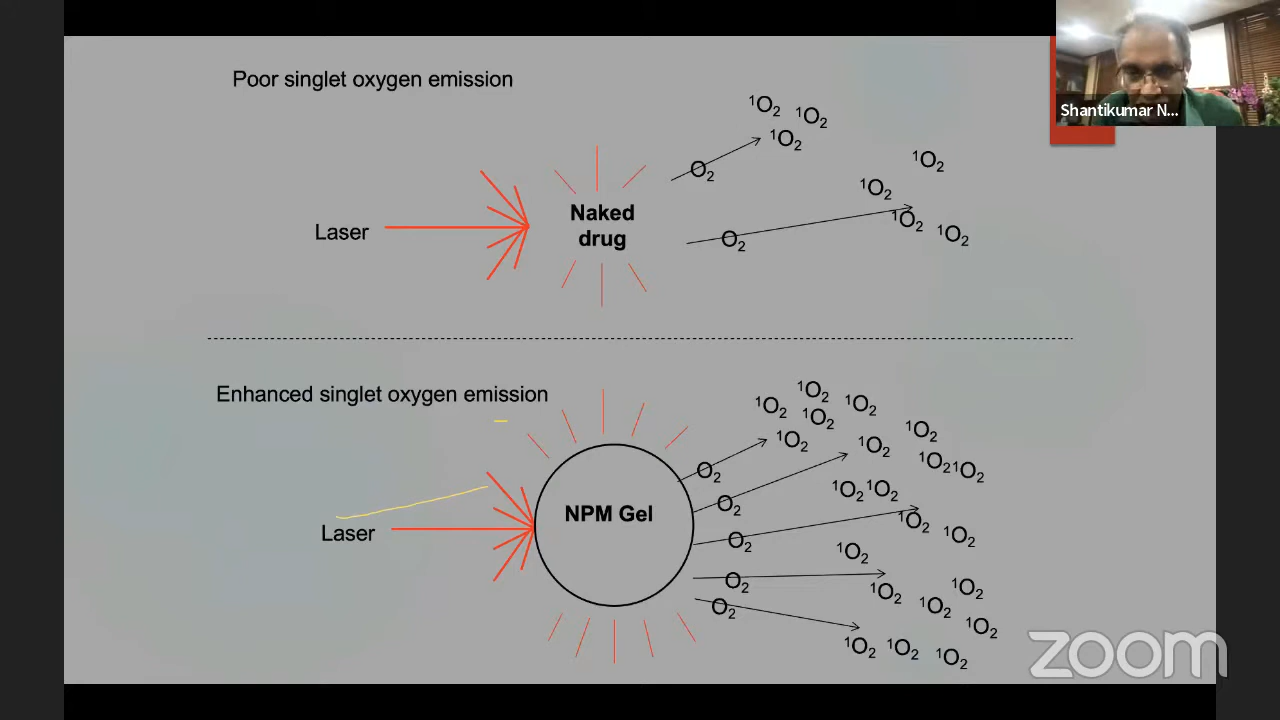 Poor singlet oxygen emission
Shantikumar N...
¹O₂ ¹O₂
¹O₂
O₂
¹O₂
¹O₂
¹O₂ ¹O₂
O₂
Laser
Naked
drug
Enhanced singlet oxygen emission
¹O₂
¹O₂ ¹O₂ ¹O₂
¹O₂ ¹O₂ ¹O₂
O₂
¹O₂ ¹O₂
¹O₂ ¹O₂
O₂
¹O₂ ¹O₂
O₂
¹O₂
O₂
¹O₂ ¹O₂
¹O₂ ¹O₂
O₂
¹O₂ ¹O₂ ¹O₂
Laser
NPM Gel
zoom